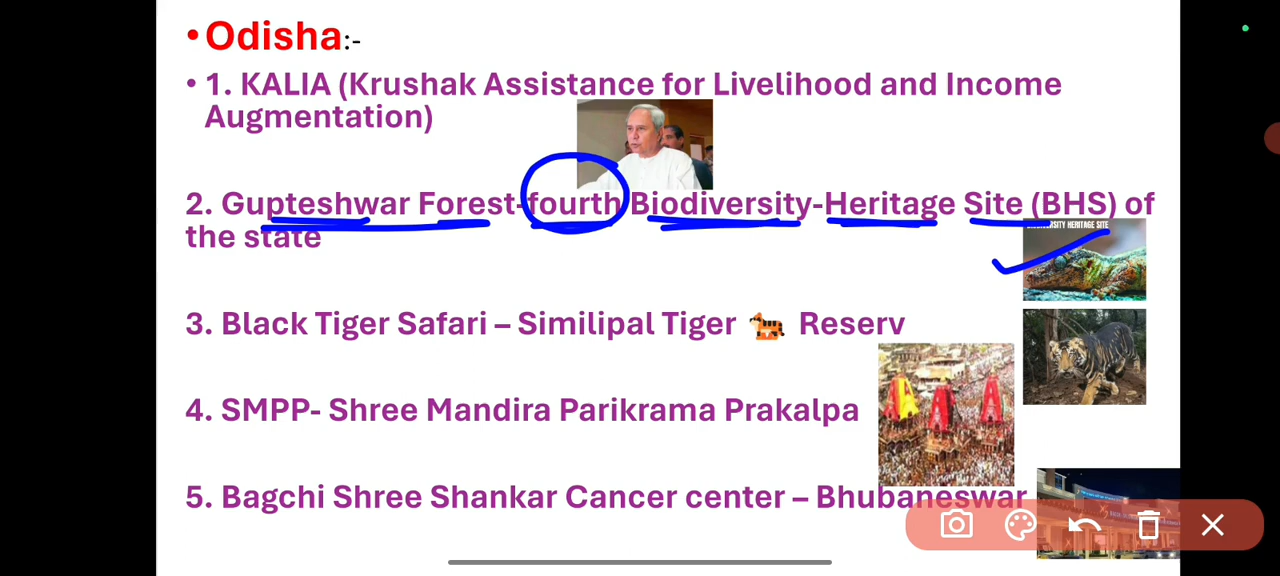 •Odisha:-
• 1. KALIA (Krushak Assistance for Livelihood and Income
Augmentation)
2. Gupteshwar Forest-fourth Biodiversity-Heritage Site (BHS) of
the state
HERITAGE SITE
3. Black Tiger Safari – Similipal Tiger 🐅 Reserv
4. SMPP- Shree Mandira Parikrama Prakalpa
5. Bagchi Shree Shankar Cancer center – Bhubaneswar